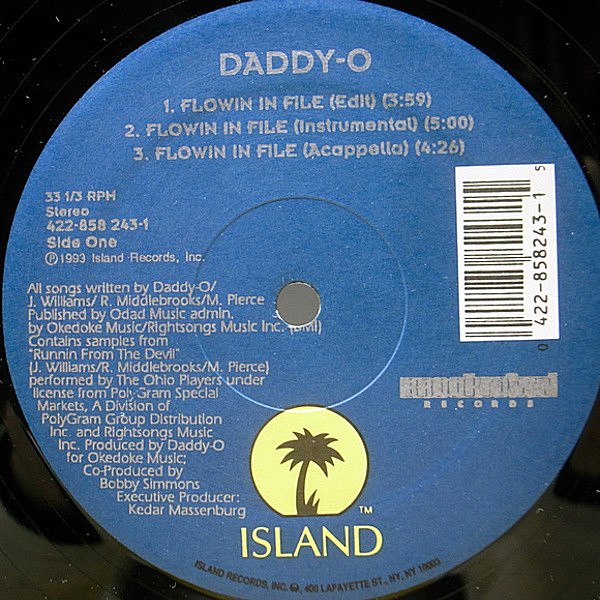 DADDY-O
1. FLOWIN IN FILE (Edit) (3:59)
2. FLOWIN IN FILE (Instrumental) (5:00)
3. FLOWIN IN FILE (Acappella) (4:26)
33 1/3 RPH
Stereo
422-858 243-1
Side One
Ⓟ1993 Island Records, Inc.
All songs written by Daddy-O/
J. Williams/ R. Middlebrooks/M. Pierce
Published by Odad Music admin.
by Okedoke Music/Rightsongs Music Inc. (BMI)
Contains samples from
"Runnin From The Devil"
(J. Williams/R. Middlebrooks/M. Pierce)
performed by The Ohio Players under
license from PolyGram Special
Markets, A Division of
PolyGram Group Distribution
Inc. and Rightsongs Music
Inc. Produced by Daddy-O
for Okedoke Music;
Co-Produced by
Bobby Simmons
Executive Producer:
Kedar Massenburg
0 422-858243-1 5
RECORDS
TM
ISLAND
ISLAND RECORDS, INC. ℗, 400 LAFAYETTE ST., NY, NY 10003